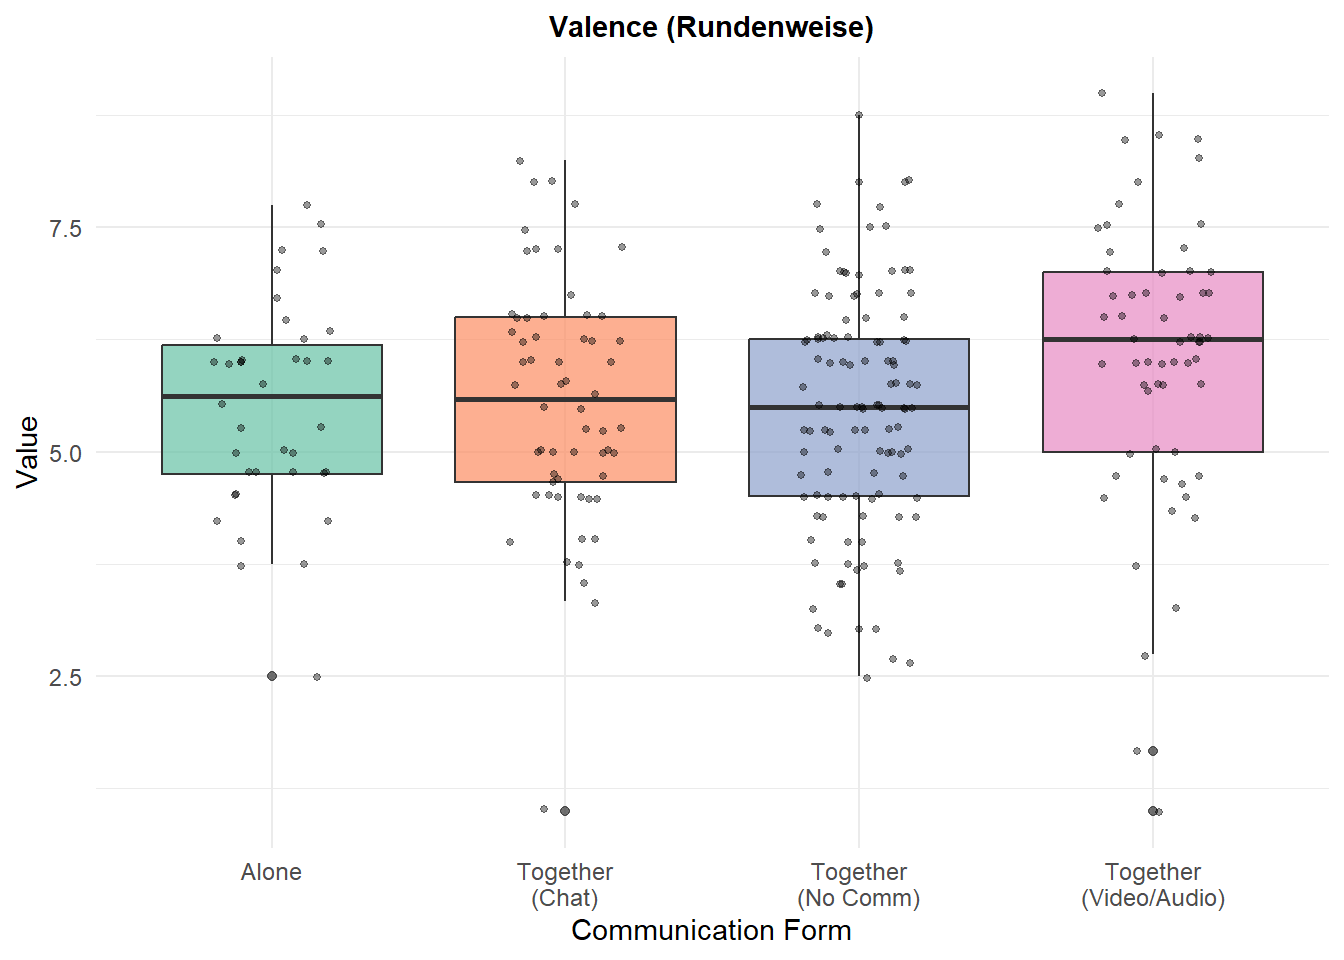 Valence (Rundenweise)
Value
7.5
5.0
2.5
Alone
Together
(Chat)
Together
(No Comm)
Together
(Video/Audio)
Communication Form